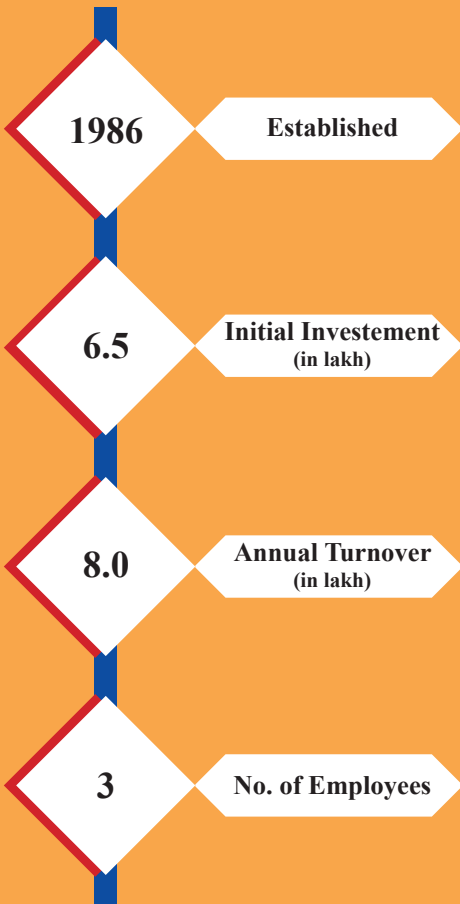 1986
Established
6.5
Initial Investement
(in lakh)
8.0
Annual Turnover
(in lakh)
3
No. of Employees